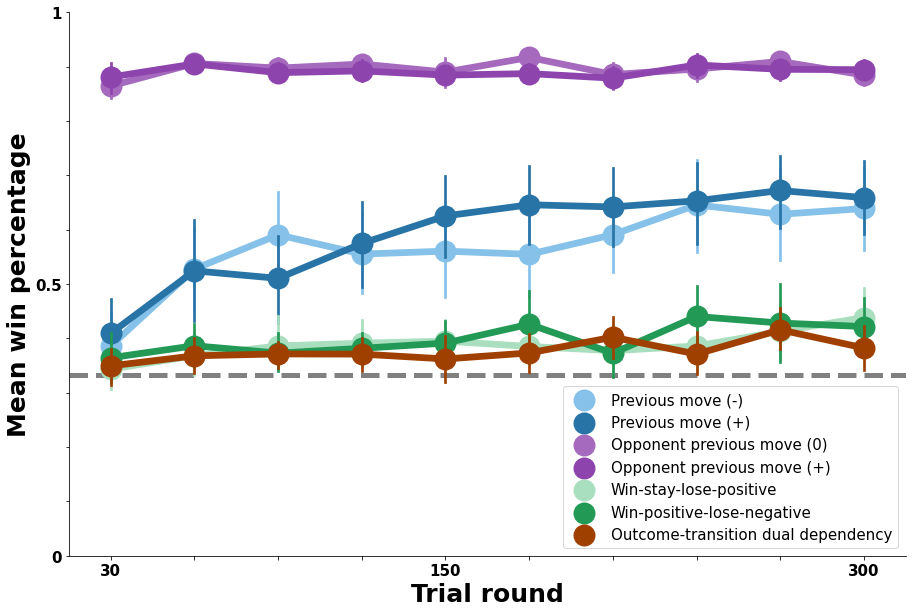 1
Mean win percentage
0.5
0
30
150
300
Trial round
Previous move (-)
Previous move (+)
Opponent previous move (0)
Opponent previous move (+)
Win-stay-lose-positive
Win-positive-lose-negative
Outcome-transition dual dependency